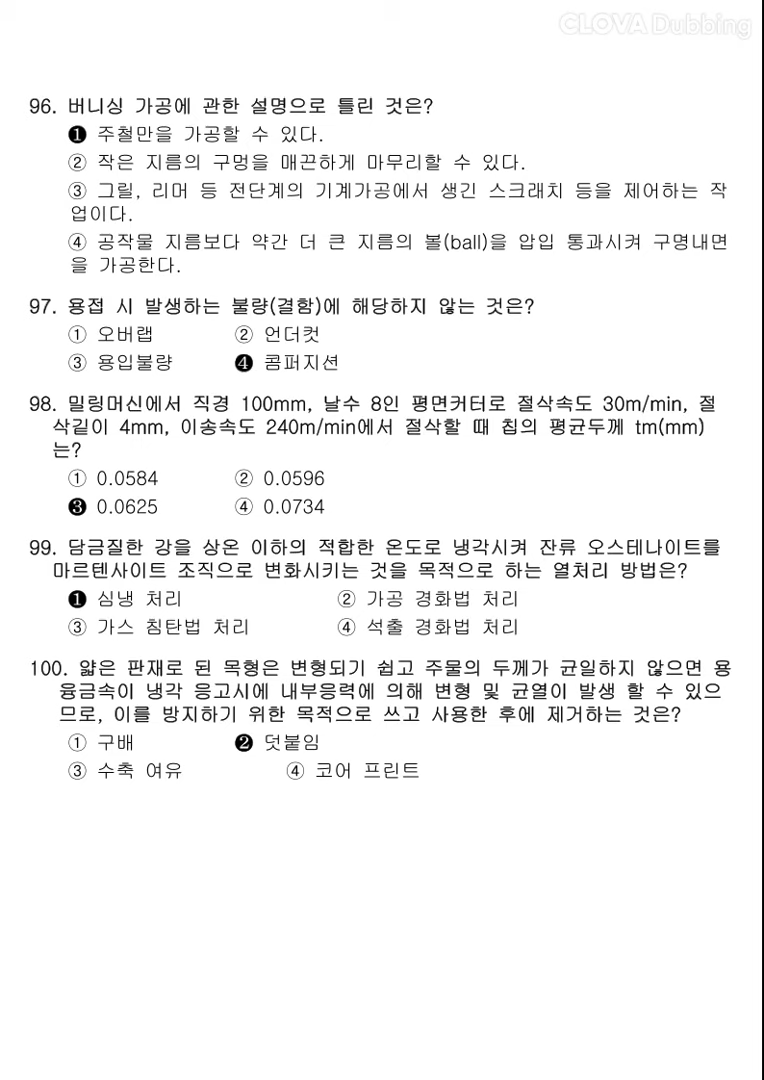 CLOVA Dubbing
96. 버니싱 가공에 관한 설명으로 틀린 것은?
❶ 주철만을 가공할 수 있다.
② 작은 지름의 구멍을 매끈하게 마무리할 수 있다.
③ 그릴, 리머 등 전단계의 기계가공에서 생긴 스크래치 등을 제어하는 작
업이다.
④ 공작물 지름보다 약간 더 큰 지름의 볼(ball)을 압입 통과시켜 구명내면
을 가공한다.
97. 용접 시 발생하는 불량(결함)에 해당하지 않는 것은?
① 오버랩 ② 언더컷
③ 용입불량 ❹ 콤퍼지션
98. 밀링머신에서 직경 100mm, 날수 8인 평면커터로 절삭속도 30m/min, 절
삭깊이 4mm, 이송속도 240m/min에서 절삭할 때 칩의 평균두께 tm(mm)
는?
① 0.0584 ② 0.0596
❸ 0.0625 ④ 0.0734
99. 담금질한 강을 상온 이하의 적합한 온도로 냉각시켜 잔류 오스테나이트를
마르텐사이트 조직으로 변화시키는 것을 목적으로 하는 열처리 방법은?
❶ 심냉 처리 ② 가공 경화법 처리
③ 가스 침탄법 처리 ④ 석출 경화법 처리
100. 얇은 판재로 된 목형은 변형되기 쉽고 주물의 두께가 균일하지 않으면 용
융금속이 냉각 응고시에 내부응력에 의해 변형 및 균열이 발생 할 수 있으
므로, 이를 방지하기 위한 목적으로 쓰고 사용한 후에 제거하는 것은?
① 구배 ❷ 덧붙임
③ 수축 여유 ④ 코어 프린트